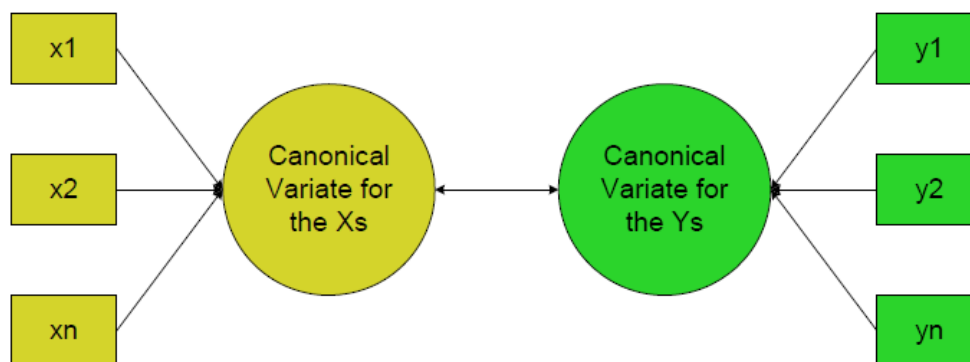 x1
x2
xn
Canonical
Variate for
the Xs
Canonical
Variate for
the Ys
y1
y2
yn